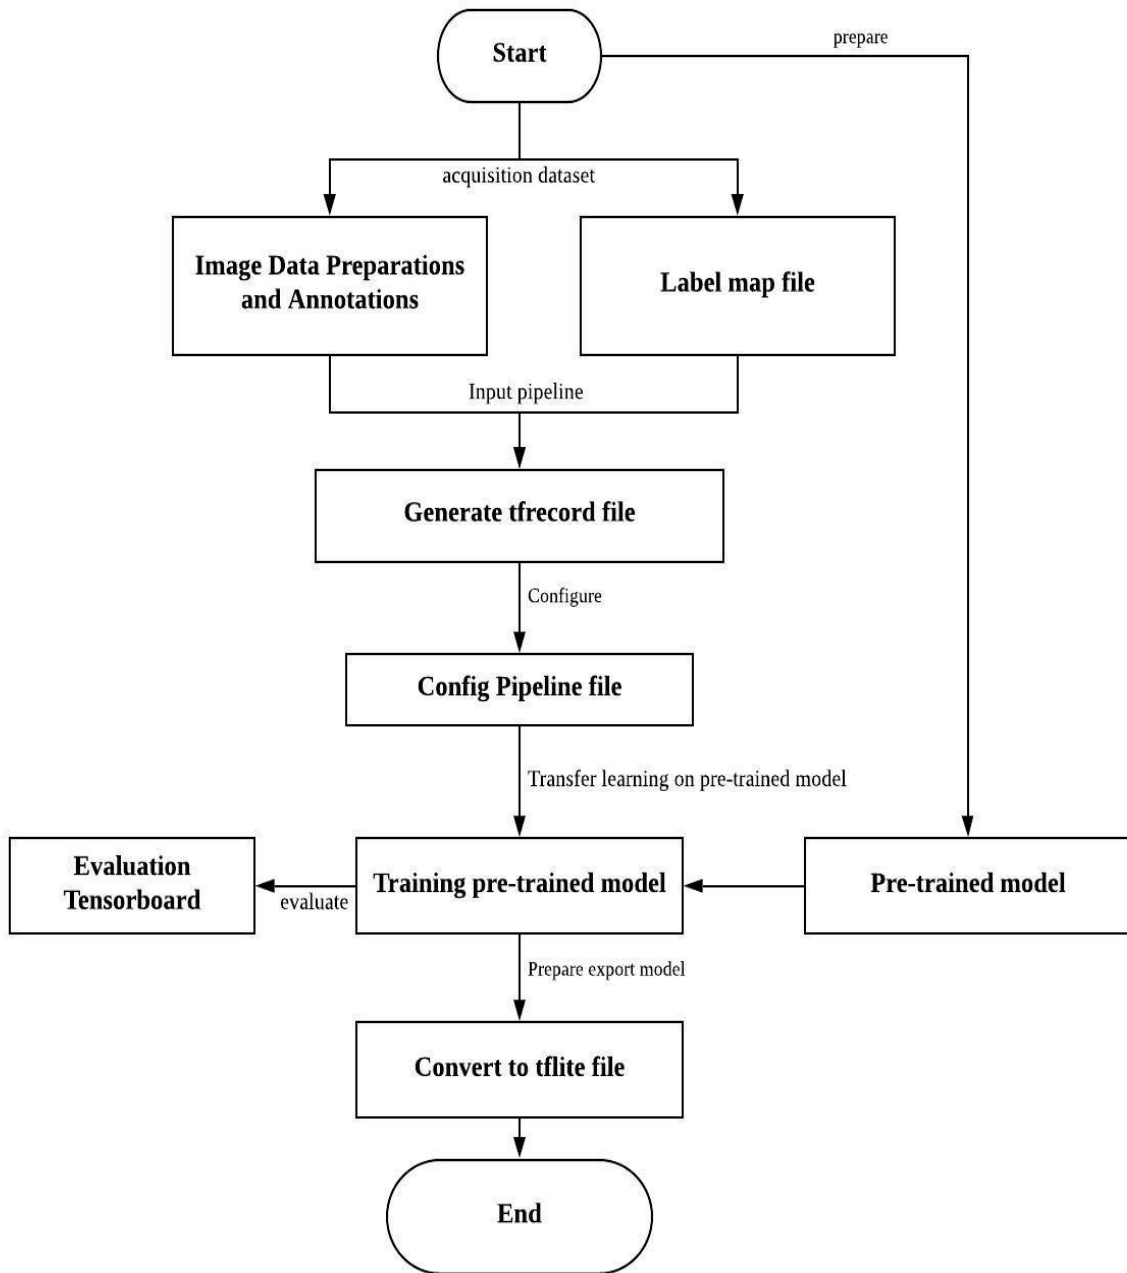 Start
prepare
acquisition dataset
Image Data Preparations
and Annotations
Label map file
Input pipeline
Generate tfrecord file
Configure
Config Pipeline file
Transfer learning on pre-trained model
Evaluation
Tensorboard
evaluate
Training pre-trained model
Pre-trained model
Prepare export model
Convert to tflite file
End